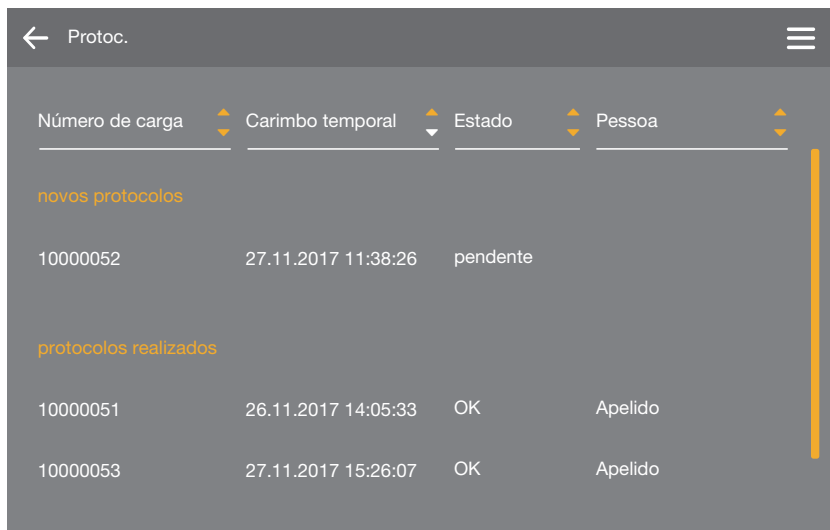 Protoc.
Número de carga Carimbo temporal Estado Pessoa
novos protocolos
10000052 27.11.2017 11:38:26 pendente
protocolos realizados
10000051 26.11.2017 14:05:33 OK Apelido
10000053 27.11.2017 15:26:07 OK Apelido